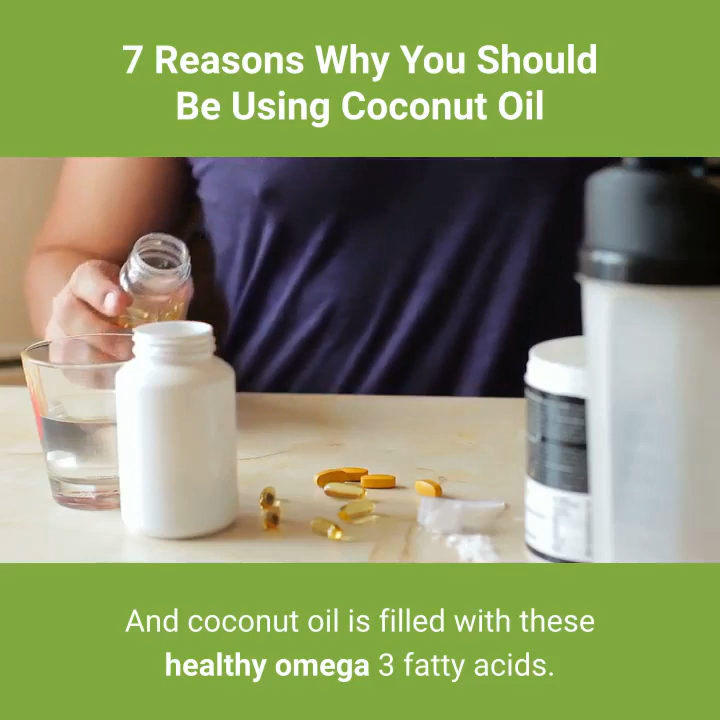 7 Reasons Why You Should
Be Using Coconut Oil
And coconut oil is filled with these
healthy omega 3 fatty acids.